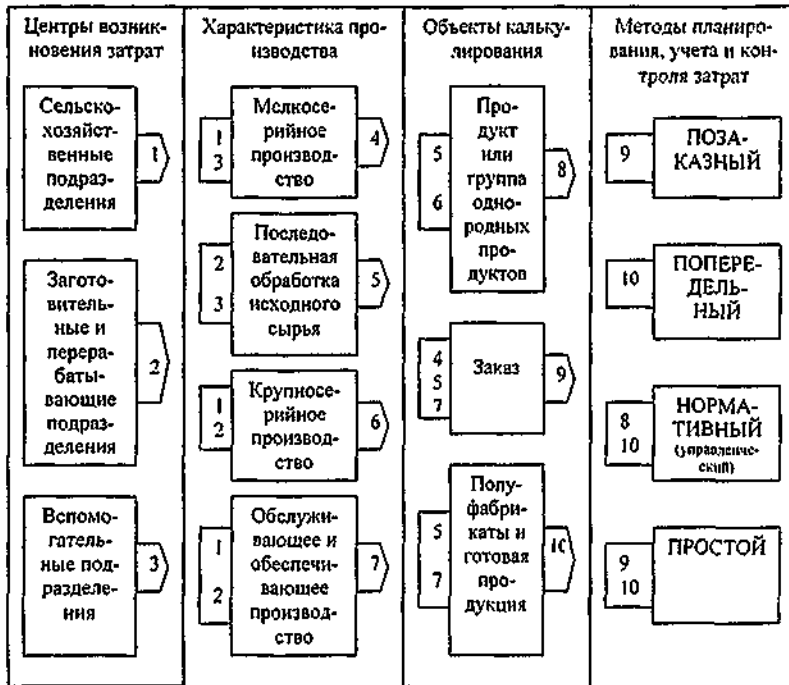 Центры возник-
новения затрат
Сельско-
хозяйст-
венные
подраз-
деления
1
Загото-
витель-
ные и
перера-
баты-
вающие
подраз-
деления
2
Вспомо-
гатель-
ные под-
разделе-
ния
3
Характеристика про-
изводства
1
3
Мелкосе-
рийное
производ-
ство
4
2
3
Последо-
вательная
обработка
исходного
сырья
5
1
2
Крупносе-
рийное
производ-
ство
6
1
2
Обслужи-
вающее и
обеспечи-
вающее
производ-
ство
7
Объекты кальку-
лирования
5
6
Про-
дукт
или
группа
одно-
родных
про-
дуктов
8
4
5
7
Заказ
9
5
7
Полу-
фабри-
каты и
готовая
про-
дукция
10
Методы планиро-
вания, учета и кон-
троля затрат
9
ПОЗА-
КАЗНЫЙ
10
ПОПЕРЕ-
ДЕЛЬ-
НЫЙ
8
10
НОРМА-
ТИВНЫЙ
(управленче-
ский)
9
10
ПРОСТОЙ